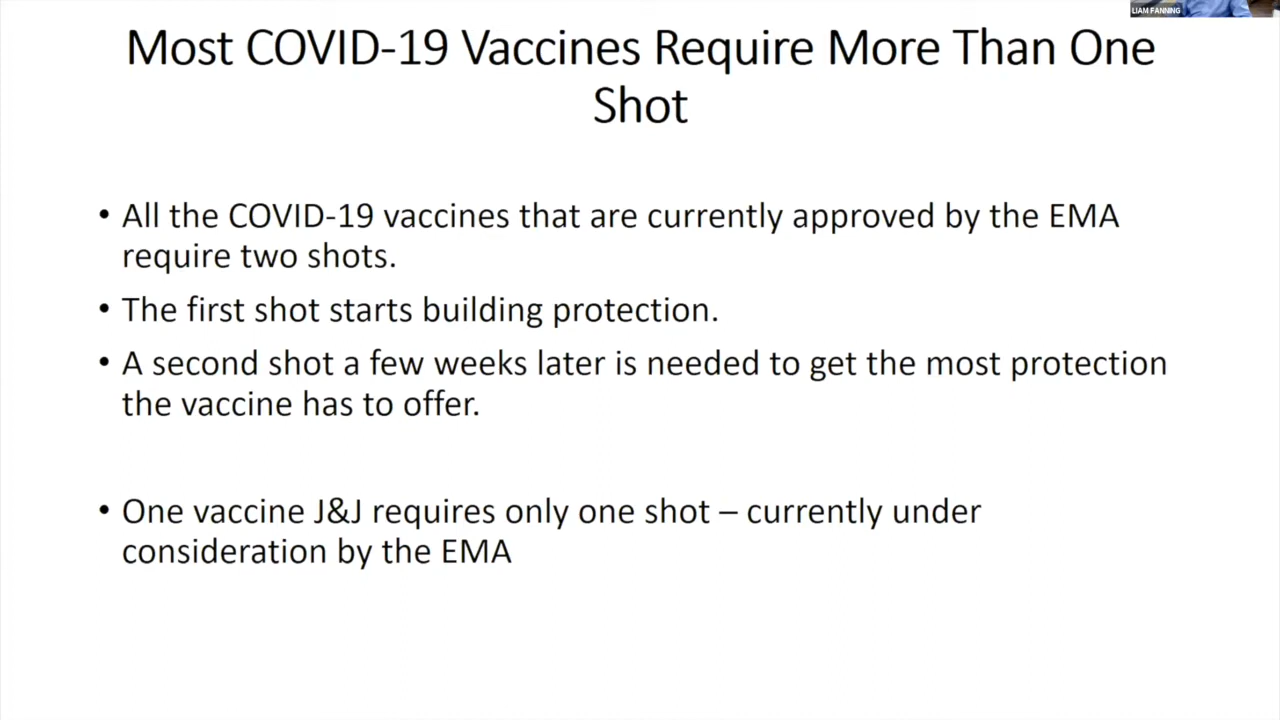 LIAM FANNING
Most COVID-19 Vaccines Require More Than One
Shot
• All the COVID-19 vaccines that are currently approved by the EMA
require two shots.
• The first shot starts building protection.
• A second shot a few weeks later is needed to get the most protection
the vaccine has to offer.
• One vaccine J&J requires only one shot – currently under
consideration by the EMA